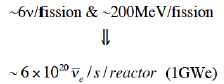 ~6ν/fission & ~200MeV/fission
⇓
~ 6 × 10²⁰ ν̄ₑ / s / reactor (1GWe)